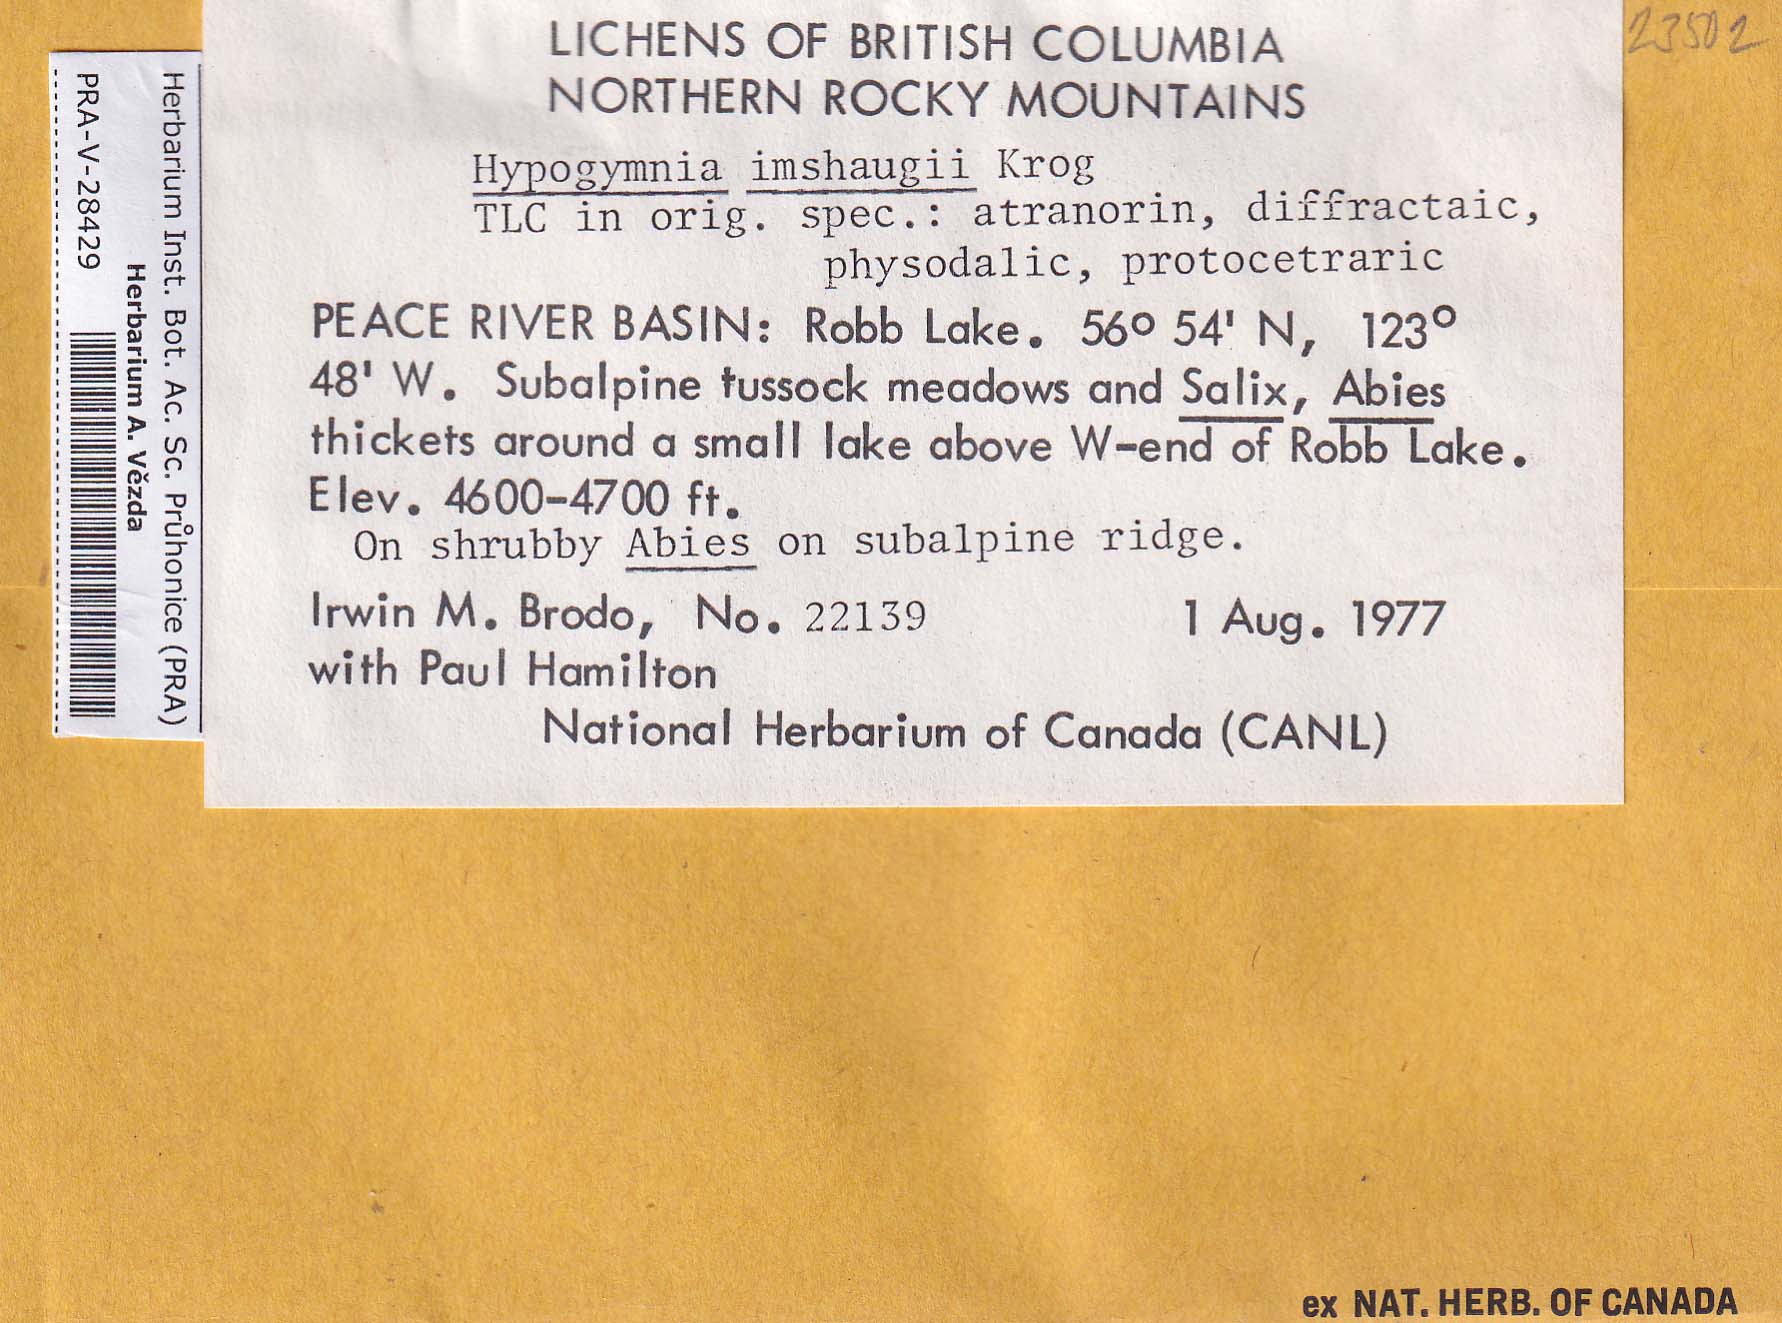 23502
LICHENS OF BRITISH COLUMBIA
NORTHERN ROCKY MOUNTAINS
Hypogymnia imshaugii Krog
TLC in orig. spec.: atranorin, diffractaic,
physodalic, protocetraric
PEACE RIVER BASIN: Robb Lake. 56° 54' N, 123°
48' W. Subalpine tussock meadows and Salix, Abies
thickets around a small lake above W-end of Robb Lake.
Elev. 4600-4700 ft.
On shrubby Abies on subalpine ridge.
Irwin M. Brodo, No. 22139 1 Aug. 1977
with Paul Hamilton
National Herbarium of Canada (CANL)
Herbarium Inst. Bot. Ac. Sc. Průhonice (PRA)
Herbarium A. Vězda
PRA-V-28429
ex NAT. HERB. OF CANADA